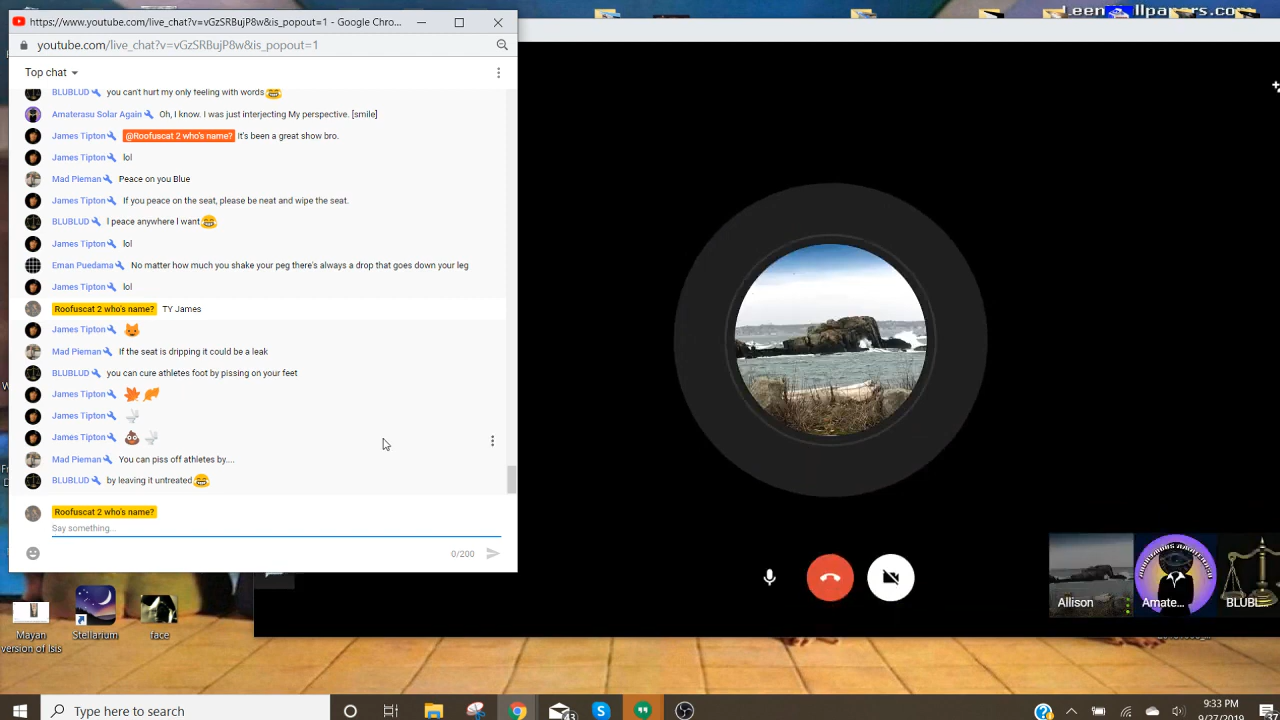 https://www.youtube.com/live_chat?v=vGzSRBujP8w&is_popout=1 - Google Chro...
youtube.com/live_chat?v=vGzSRBujP8w&is_popout=1
Top chat
BLUBLUD you can't hurt my only feeling with words
Amaterasu Solar Again Oh, I know. I was just interjecting My perspective. [smile]
James Tipton @Roofuscat 2 who's name? it's been a great show bro.
James Tipton lol
Mad Pieman Peace on you Blue
James Tipton If you peace on the seat, please be neat and wipe the seat.
BLUBLUD I peace anywhere I want
James Tipton lol
Eman Puedama No matter how much you shake your peg there's always a drop that goes down your leg
James Tipton lol
Roofuscat 2 who's name? TY James
James Tipton
Mad Pieman If the seat is dripping it could be a leak
BLUBLUD you can cure athletes foot by pissing on your feet
James Tipton
James Tipton
James Tipton
Mad Pieman You can piss off athletes by....
BLUBLUD by leaving it untreated
Roofuscat 2 who's name?
Say something...
0/200
Allison
Amate...
BLUBL...
Mayan version of Isis
Stellarium
face
Type here to search
43
9:33 PM
9/27/2019